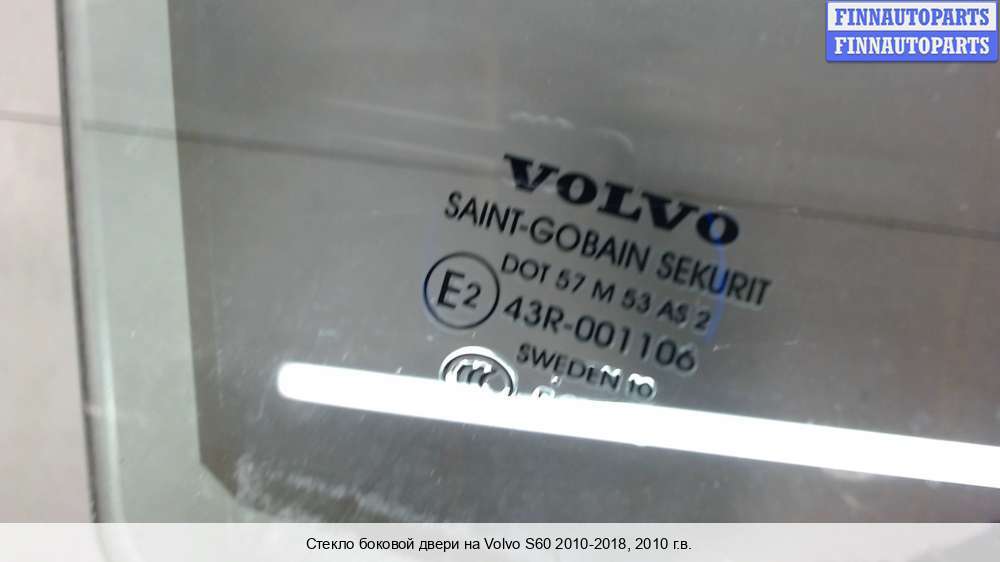 FINNAUTOPARTS
FINNAUTOPARTS
VOLVO
SAINT-GOBAIN SEKURIT
DOT 57 M 53 AS 2
E2
43R-001106
SWEDEN 10
CCC
Стекло боковой двери на Volvo S60 2010-2018, 2010 г.в.